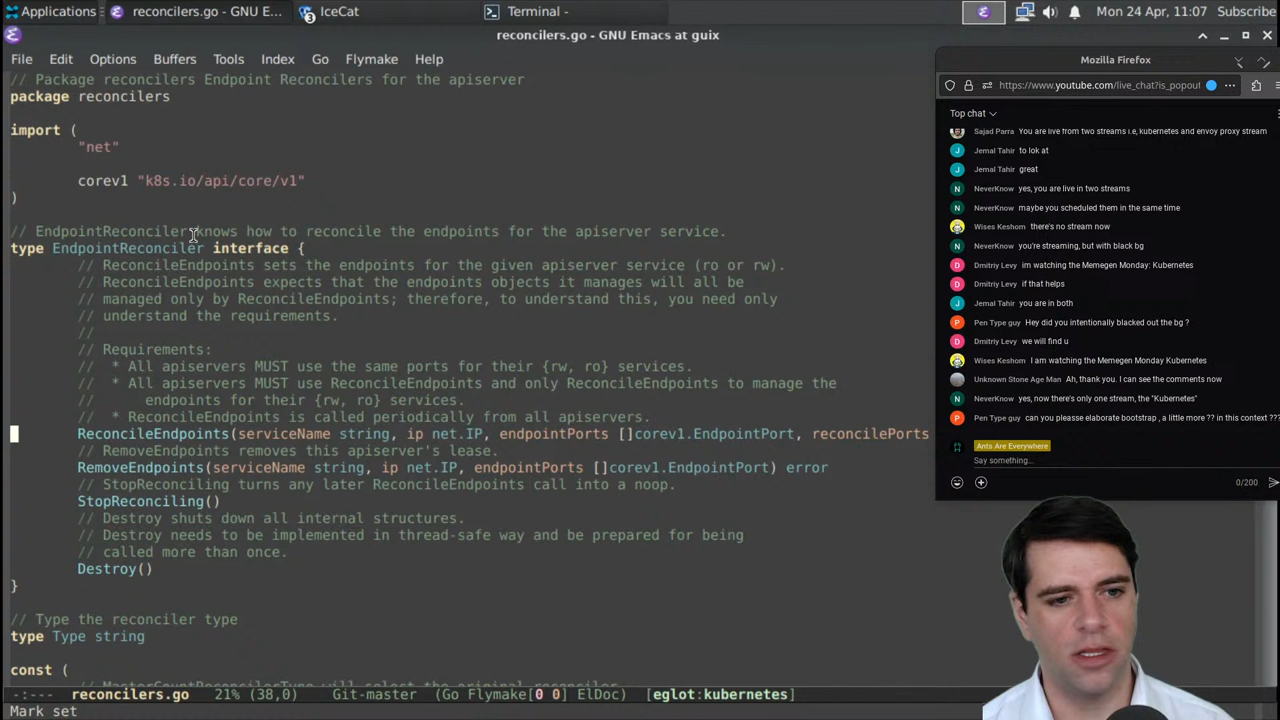 Applications
reconcilers.go - GNU E...
IceCat
3
Terminal -
Mon 24 Apr, 11:07
Subscribe
reconcilers.go - GNU Emacs at guix
File Edit Options Buffers Tools Index Go Flymake Help
// Package reconcilers Endpoint Reconcilers for the apiserver
package reconcilers
import (
"net"
corev1 "k8s.io/api/core/v1"
)
// EndpointReconciler knows how to reconcile the endpoints for the apiserver service.
type EndpointReconciler interface {
// ReconcileEndpoints sets the endpoints for the given apiserver service (ro or rw).
// ReconcileEndpoints expects that the endpoints objects it manages will all be
// managed only by ReconcileEndpoints; therefore, to understand this, you need only
// understand the requirements.
//
// Requirements:
//  * All apiservers MUST use the same ports for their {rw, ro} services.
//  * All apiservers MUST use ReconcileEndpoints and only ReconcileEndpoints to manage the
//      endpoints for their {rw, ro} services.
//  * ReconcileEndpoints is called periodically from all apiservers.
ReconcileEndpoints(serviceName string, ip net.IP, endpointPorts []corev1.EndpointPort, reconcilePorts
// RemoveEndpoints removes this apiserver's lease.
RemoveEndpoints(serviceName string, ip net.IP, endpointPorts []corev1.EndpointPort) error
// StopReconciling turns any later ReconcileEndpoints call into a noop.
StopReconciling()
// Destroy shuts down all internal structures.
// Destroy needs to be implemented in thread-safe way and be prepared for being
// called more than once.
Destroy()
}
// Type the reconciler type
type Type string
const (
-:--- reconcilers.go 21% (38,0) Git-master (Go Flymake[0 0] ElDoc) [eglot:kubernetes]
Mark set
Mozilla Firefox
https://www.youtube.com/live_chat?is_popout
Top chat
Sajad Parra You are live from two streams i.e, kubernetes and envoy proxy stream
J Jemal Tahir to lok at
J Jemal Tahir great
N NeverKnow yes, you are live in two streams
N NeverKnow maybe you scheduled them in the same time
Wises Keshom there's no stream now
N NeverKnow you're streaming, but with black bg
D Dmitriy Levy im watching the Memegen Monday: Kubernetes
D Dmitriy Levy if that helps
J Jemal Tahir you are in both
P Pen Type guy Hey did you intentionally blacked out the bg ?
D Dmitriy Levy we will find u
Wises Keshom I am watching the Memegen Monday Kubernetes
Unknown Stone Age Man Ah, thank you. I can see the comments now
N NeverKnow yes, now there's only one stream, the "Kubernetes"
P Pen Type guy can you pleassse elaborate bootstrap , a little more ?? in this context ???
Ants Are Everywhere
Say something...
0/200